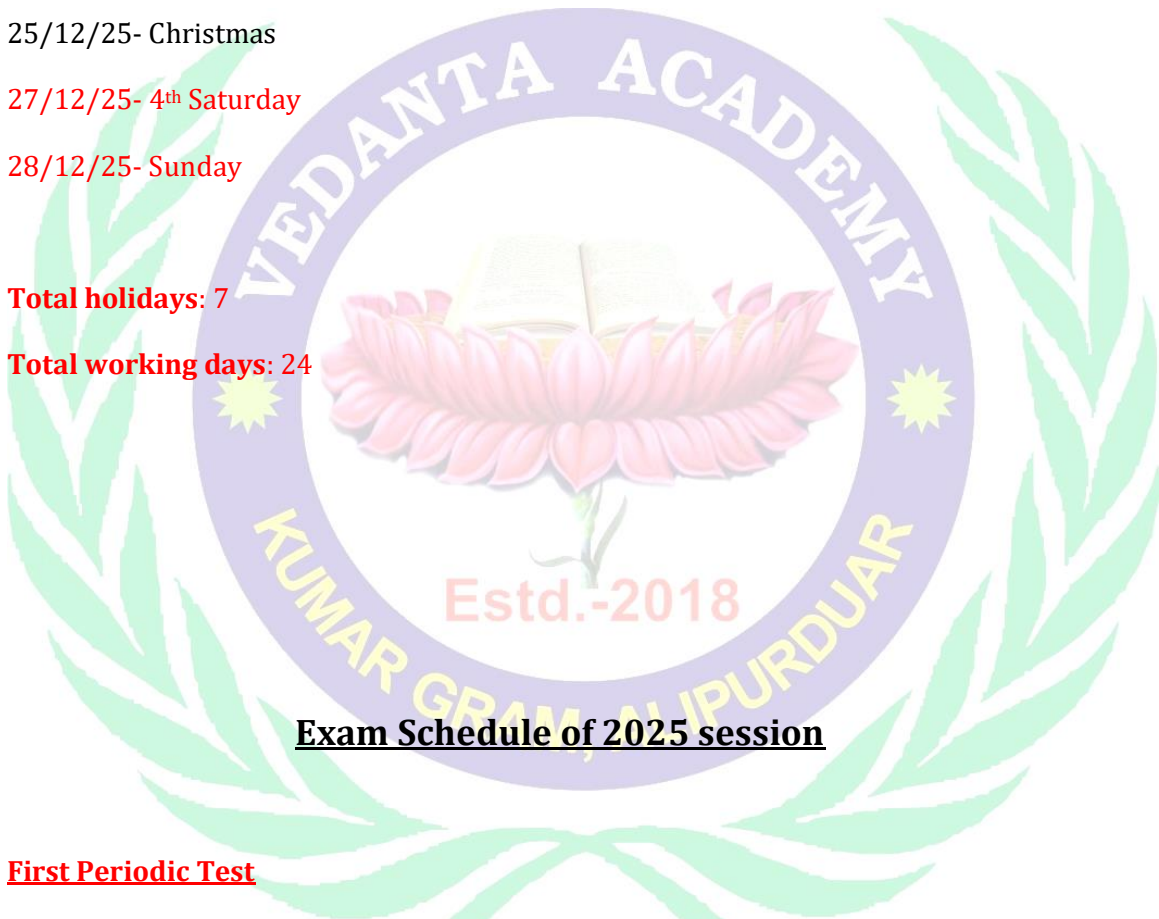 25/12/25- Christmas
27/12/25- 4th Saturday
28/12/25- Sunday
VEDANTA ACADEMY
Total holidays: 7
Total working days: 24
Estd.-2018
KUMAR GRAM, ALIPURDUAR
Exam Schedule of 2025 session
First Periodic Test